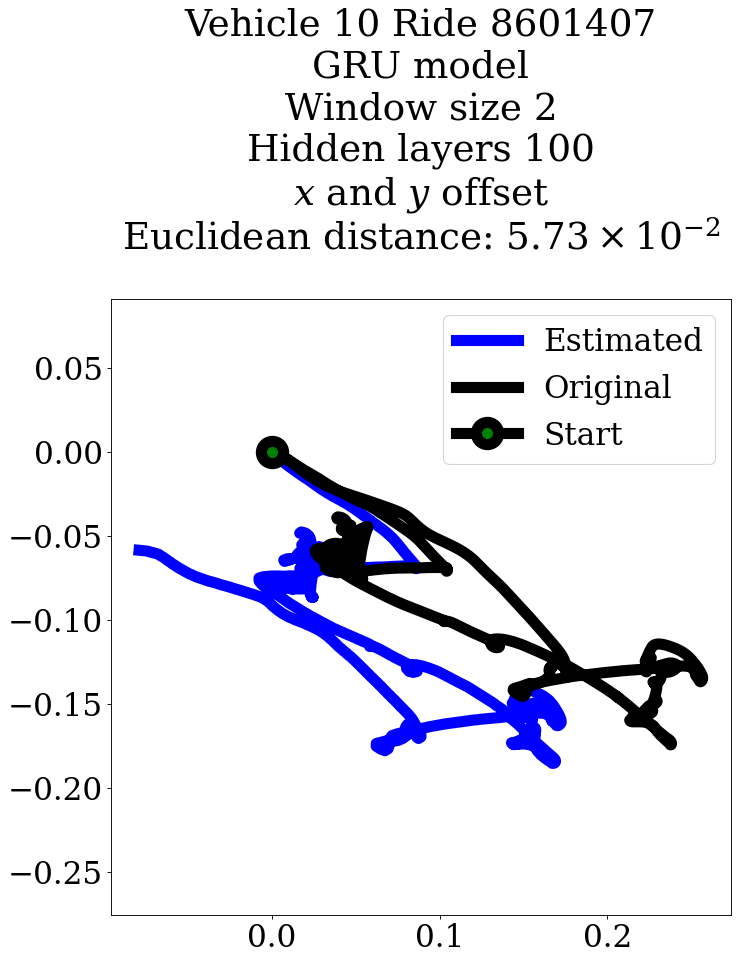 Vehicle 10 Ride 8601407
GRU model
Window size 2
Hidden layers 100
x and y offset
Euclidean distance: 5.73 × 10⁻²
Estimated
Original
Start
0.05
0.00
−0.05
−0.10
−0.15
−0.20
−0.25
0.0 0.1 0.2